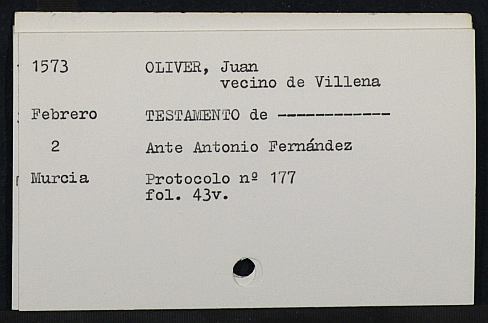 1573 OLIVER, Juan
vecino de Villena
Febrero TESTAMENTO de ------------
2 Ante Antonio Fernández
Murcia Protocolo nº 177
fol. 43v.